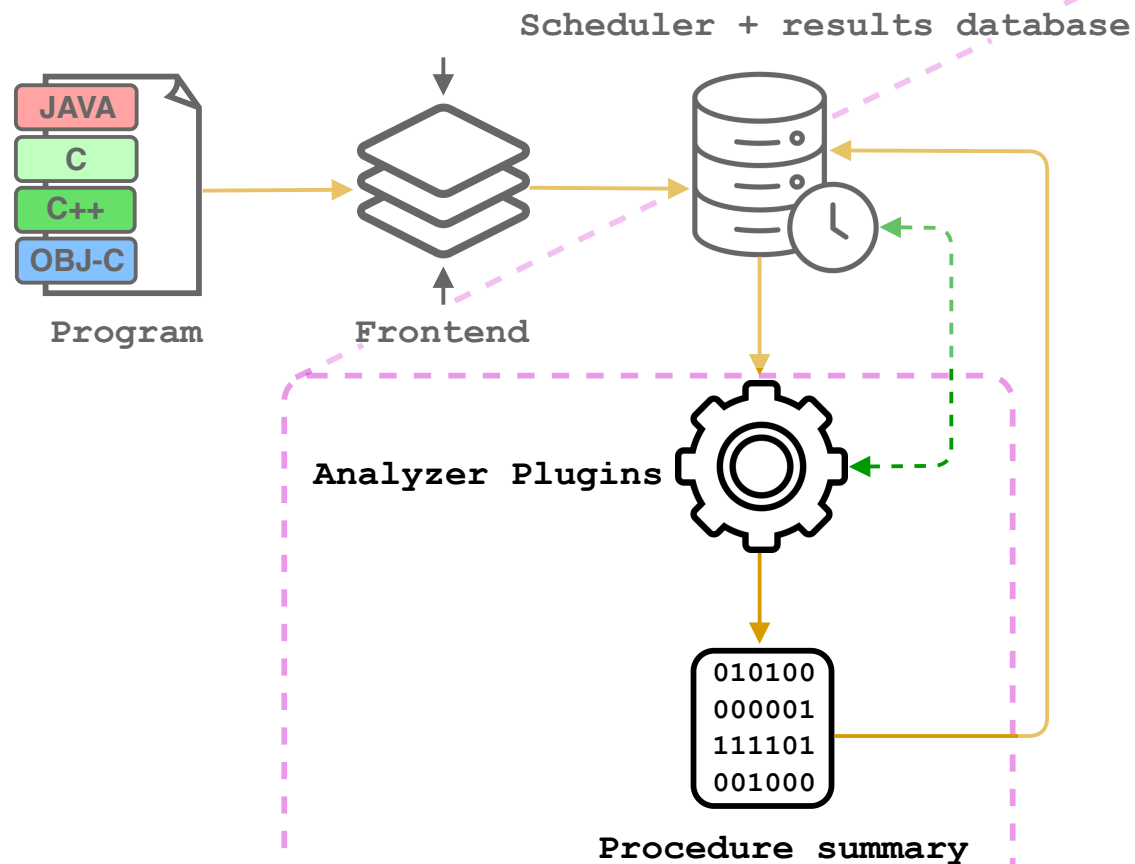 Scheduler + results database
JAVA
C
C++
OBJ-C
Program
Frontend
Analyzer Plugins
010100
000001
111101
001000
Procedure summary